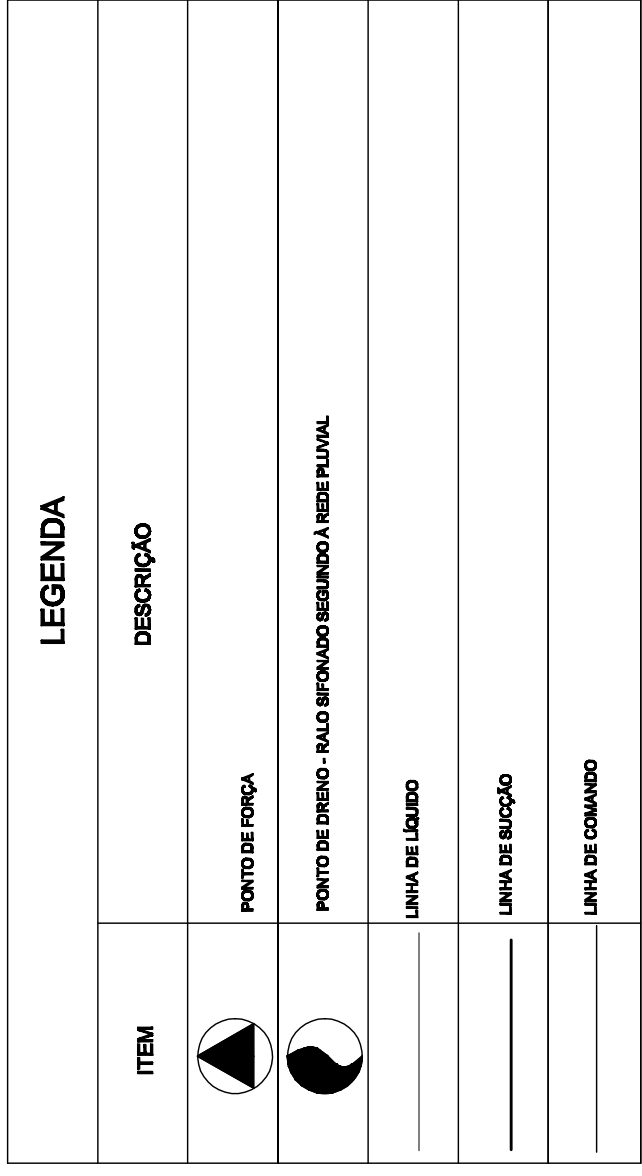 LEGENDA
ITEM
DESCRIÇÃO
PONTO DE FORÇA
PONTO DE DRENO - RALO SIFONADO SEGUINDO À REDE PLUVIAL
LINHA DE LÍQUIDO
LINHA DE SUCÇÃO
LINHA DE COMANDO